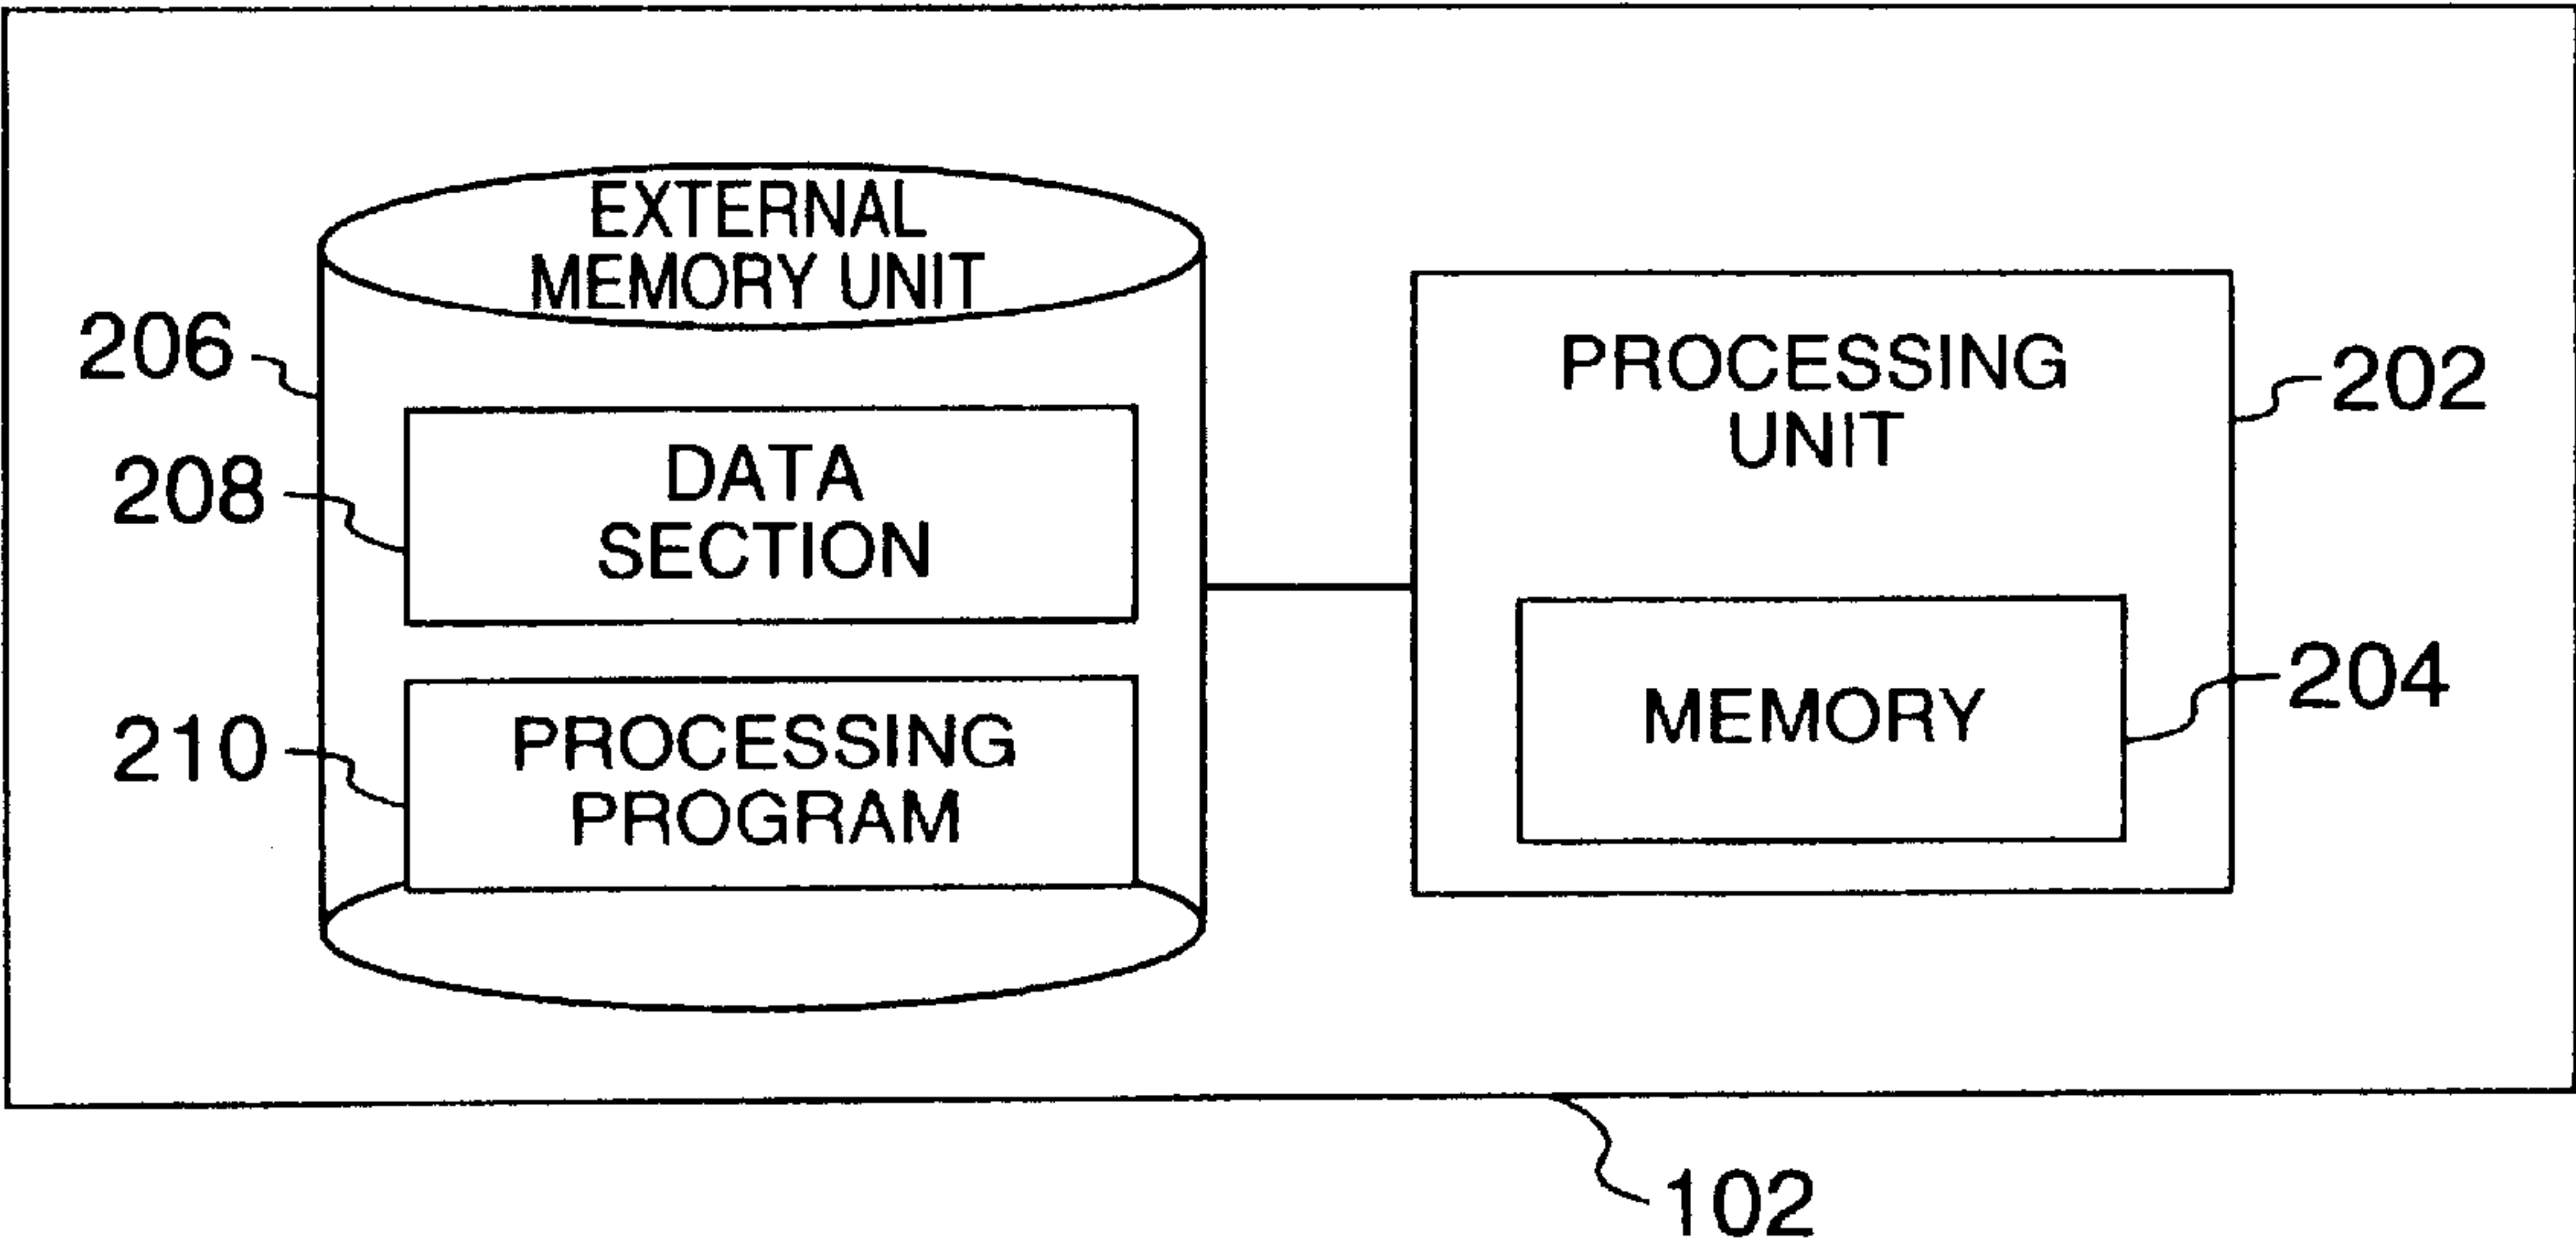 EXTERNAL
MEMORY UNIT
206
DATA
SECTION
208
PROCESSING
PROGRAM
210
PROCESSING
UNIT
202
MEMORY
204
102